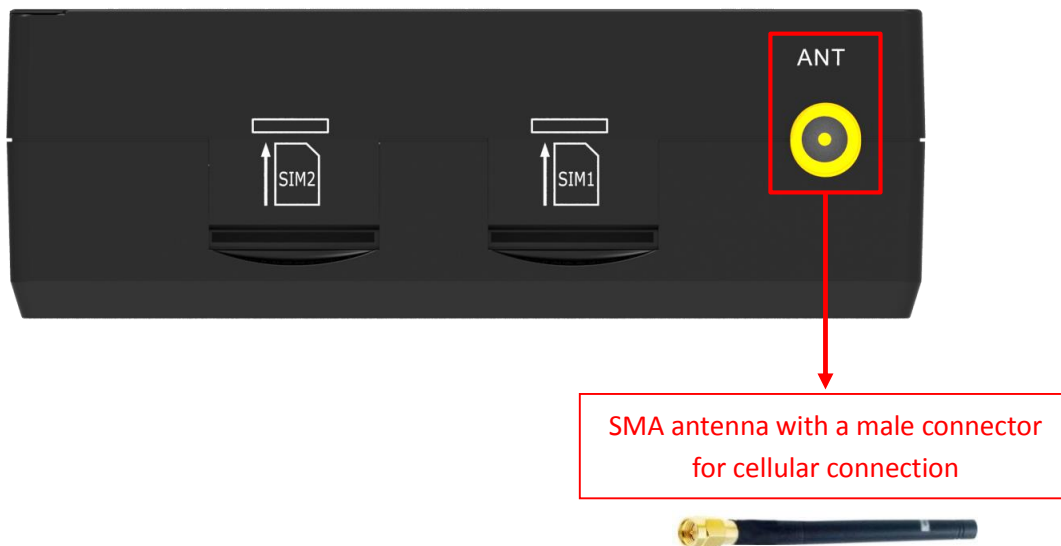 ANT
SIM2
SIM1
SMA antenna with a male connector
for cellular connection